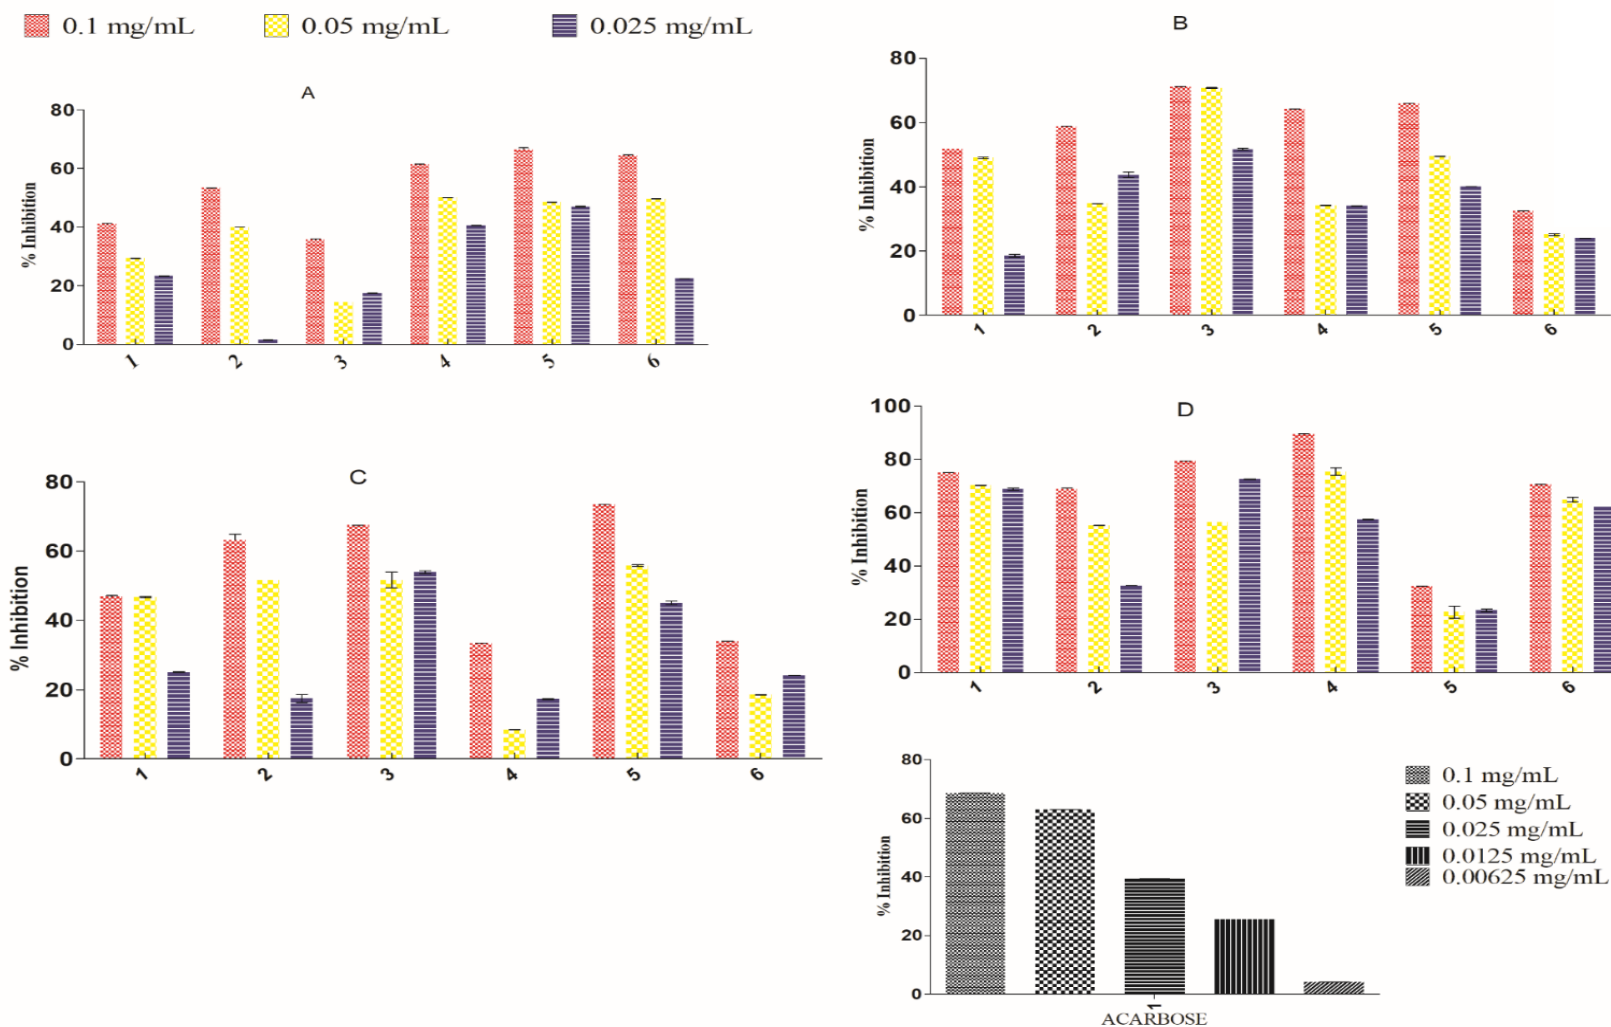 0.1 mg/mL 0.05 mg/mL 0.025 mg/mL
A
% Inhibition
80
60
40
20
0
1 2 3 4 5 6
B
% Inhibition
80
60
40
20
0
1 2 3 4 5 6
C
% Inhibition
80
60
40
20
0
1 2 3 4 5 6
D
% Inhibition
100
80
60
40
20
0
1 2 3 4 5 6
% Inhibition
80
60
40
20
0
1
ACARBOSE
0.1 mg/mL
0.05 mg/mL
0.025 mg/mL
0.0125 mg/mL
0.00625 mg/mL